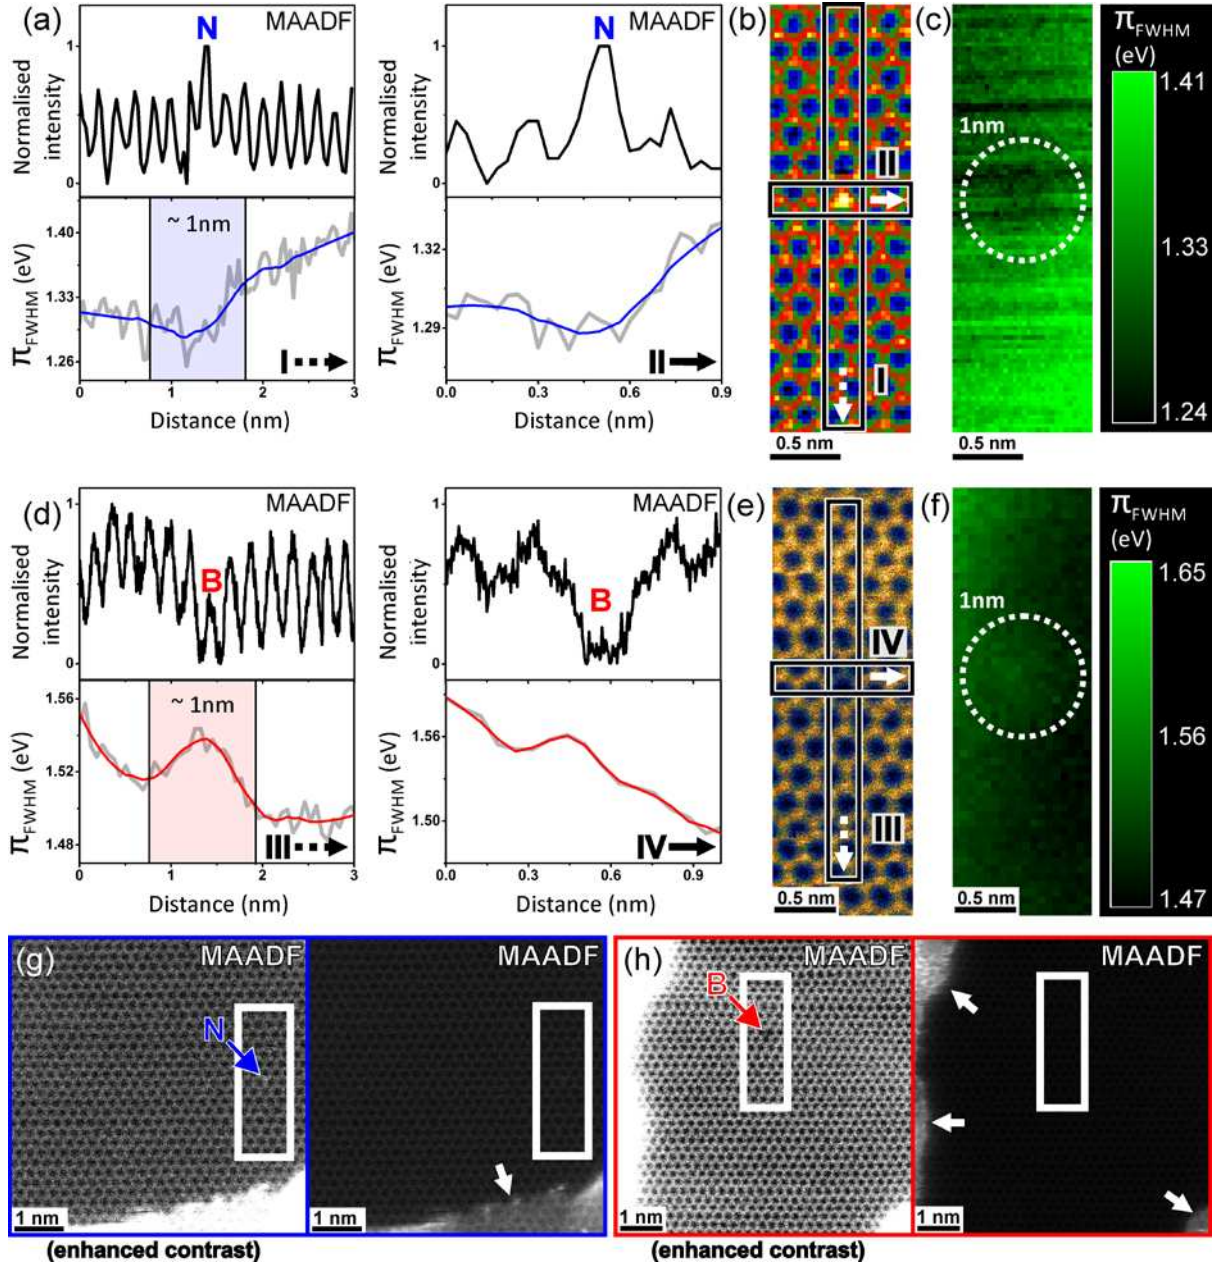 (a)
MAADF
N
Normalised
intensity
1
0
~ 1nm
πFWHM (eV)
1.40
1.33
1.26
I
0
1
2
3
Distance (nm)
MAADF
N
Normalised
intensity
1
0
πFWHM (eV)
1.32
1.29
II
0.0
0.3
0.6
0.9
Distance (nm)
(b)
II
I
0.5 nm
(c)
1nm
0.5 nm
πFWHM
(eV)
1.41
1.33
1.24
(d)
MAADF
B
Normalised
intensity
1
0
~ 1nm
πFWHM (eV)
1.56
1.52
1.48
III
0
1
2
3
Distance (nm)
MAADF
B
Normalised
intensity
1
0
πFWHM (eV)
1.56
1.50
IV
0.0
0.3
0.6
0.9
Distance (nm)
(e)
IV
III
0.5 nm
(f)
1nm
0.5 nm
πFWHM
(eV)
1.65
1.56
1.47
(g)
MAADF
N
1 nm
MAADF
1 nm
(enhanced contrast)
(h)
MAADF
B
1 nm
MAADF
1 nm
(enhanced contrast)